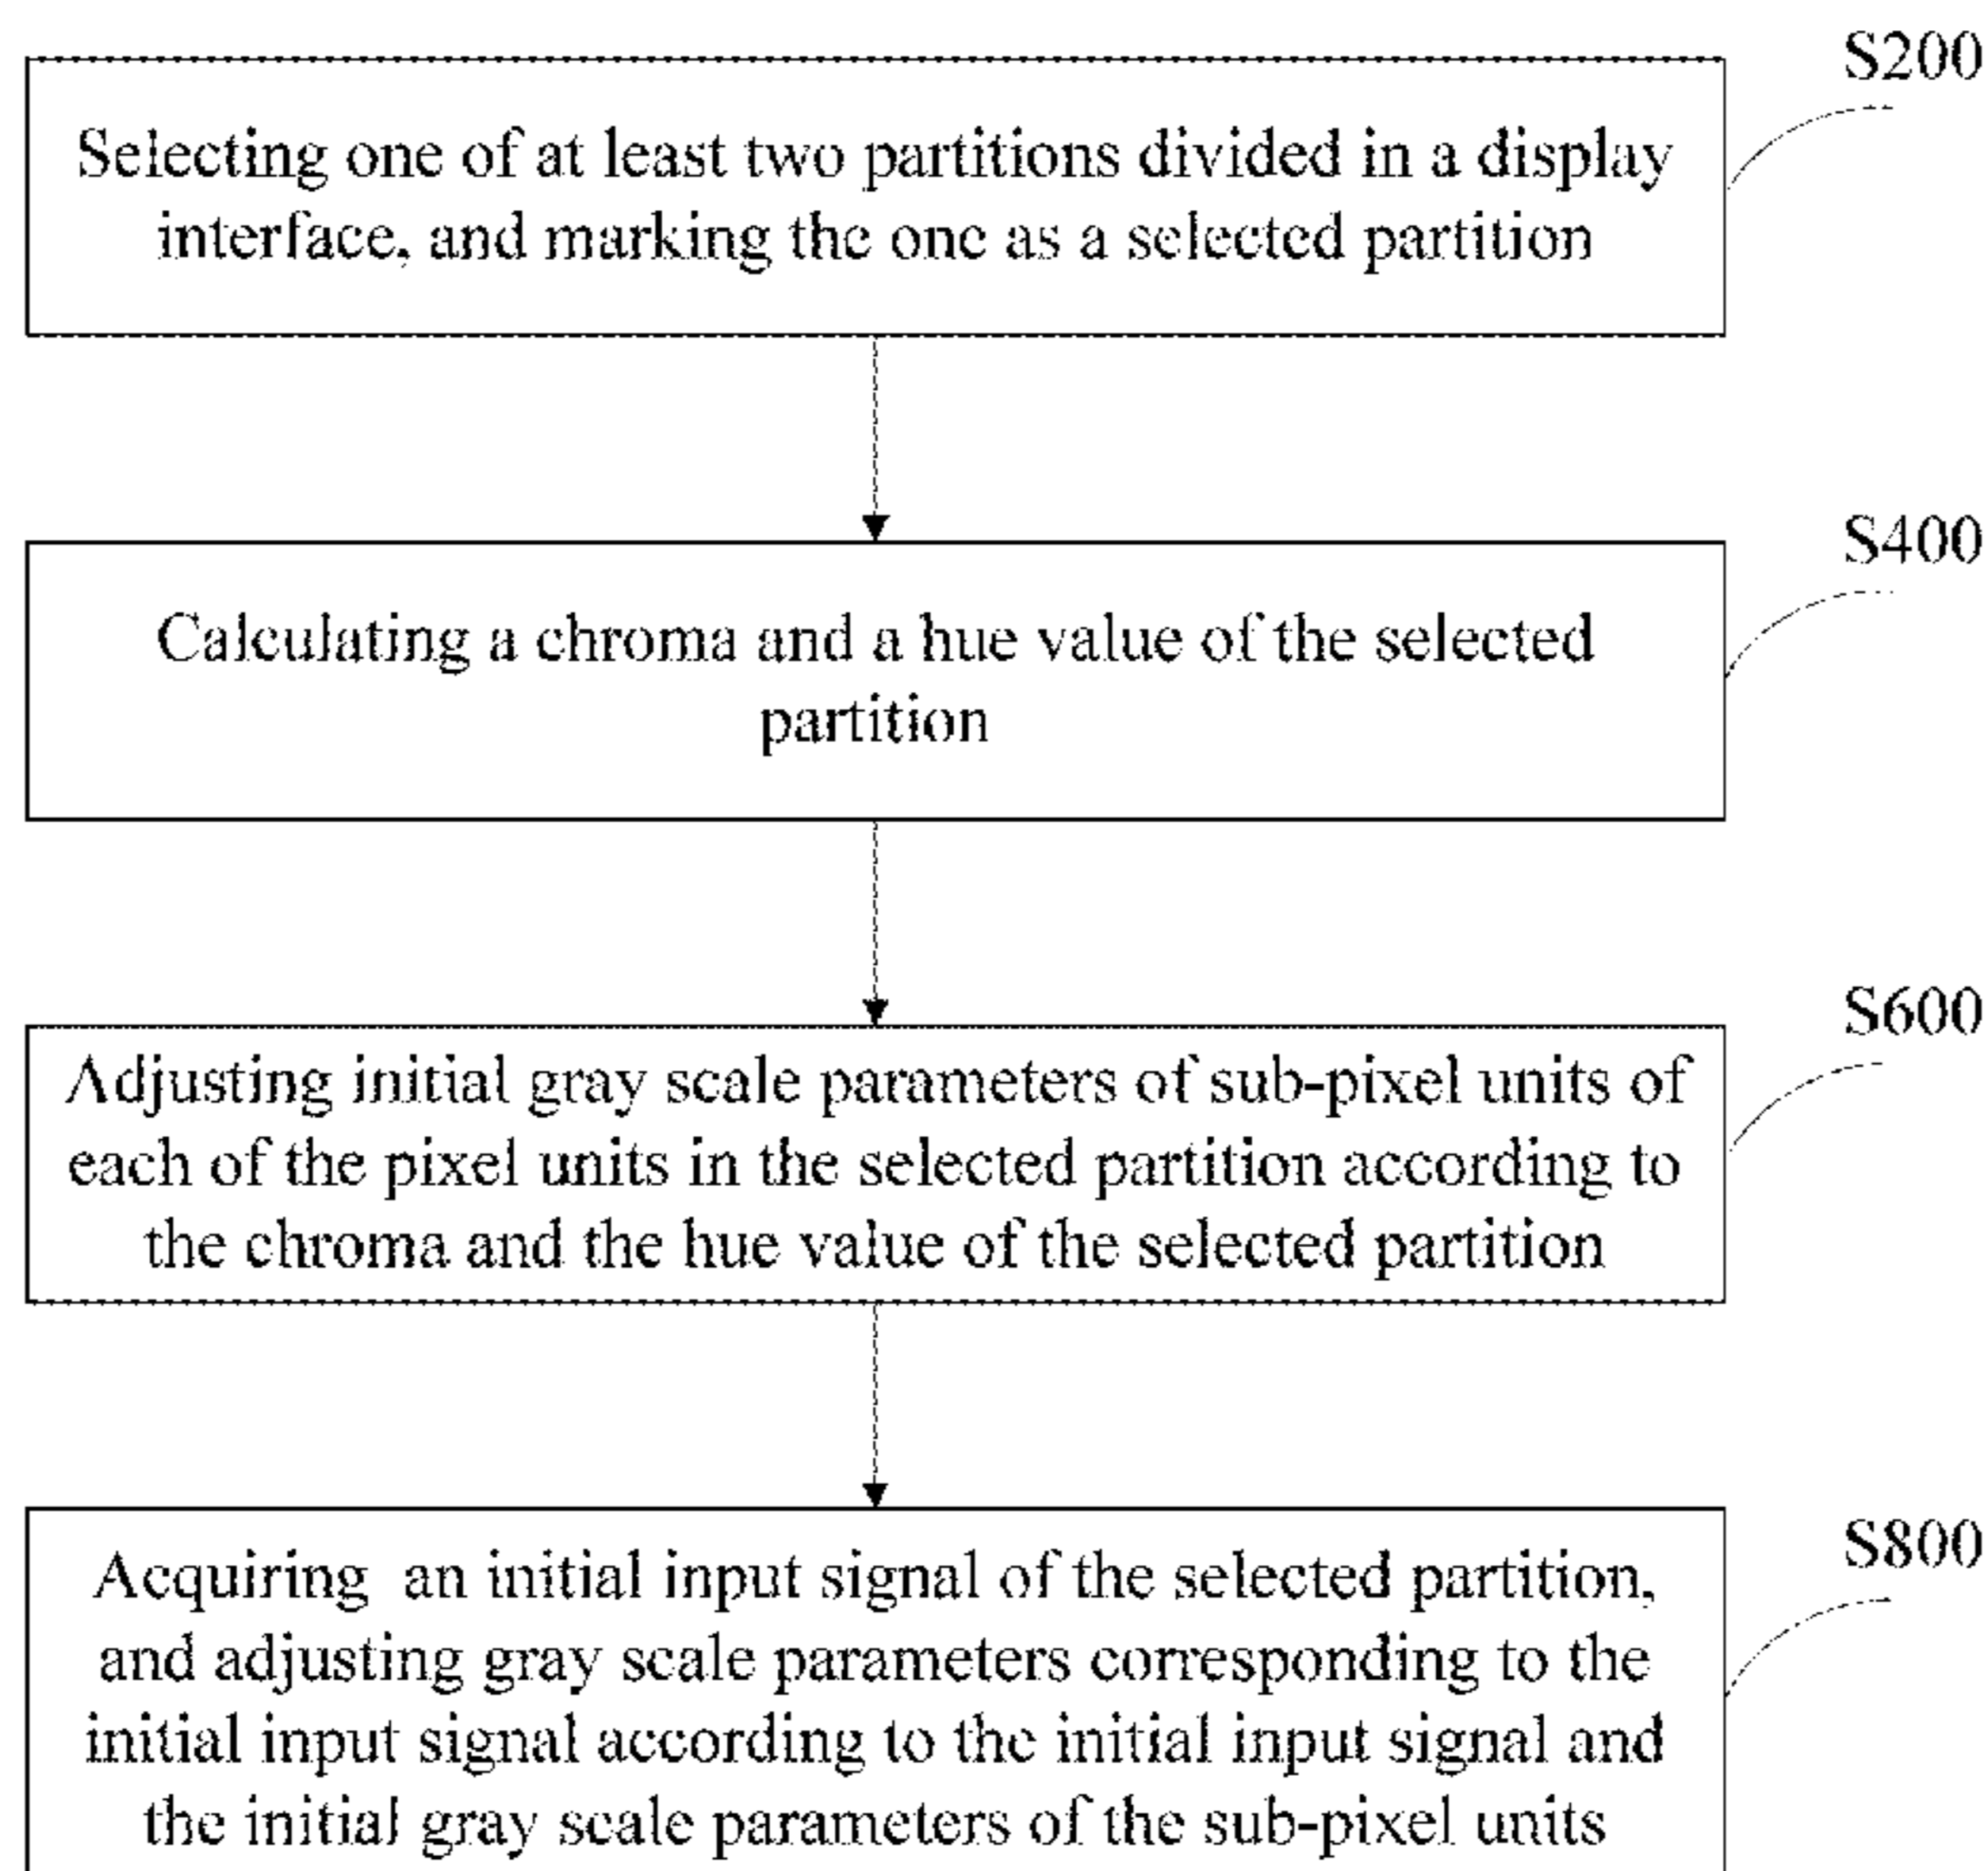 S200
Selecting one of at least two partitions divided in a display
interface, and marking the one as a selected partition
S400
Calculating a chroma and a hue value of the selected
partition
S600
Adjusting initial gray scale parameters of sub-pixel units of
each of the pixel units in the selected partition according to
the chroma and the hue value of the selected partition
S800
Acquiring an initial input signal of the selected partition,
and adjusting gray scale parameters corresponding to the
initial input signal according to the initial input signal and
the initial gray scale parameters of the sub-pixel units